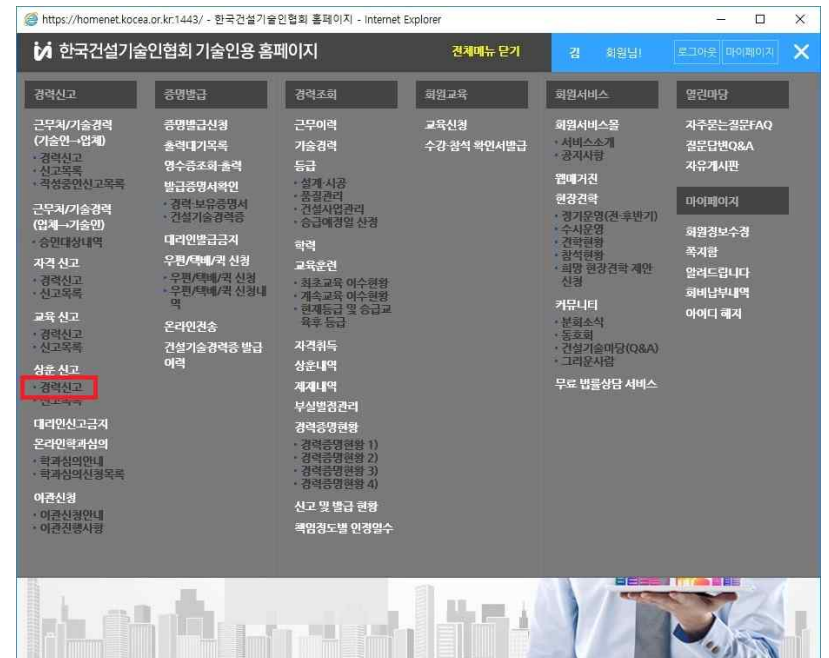 https://homenet.kocea.or.kr:1443/ - 한국건설기술인협회 홈페이지 - Internet Explorer
한국건설기술인협회 기술인용 홈페이지
전체메뉴 닫기
김 회원님!
로그아웃
마이페이지
경력신고
근무처/기술경력
(기술인→업체)
· 경력신고
· 신고목록
· 작성중인신고목록
근무처/기술경력
(업체→기술인)
· 승인대상내역
자격 신고
· 경력신고
· 신고목록
교육 신고
· 경력신고
· 신고목록
상훈 신고
· 경력신고
· 신고목록
대리인신고금지
온라인학과심의
· 학과심의안내
· 학과심의신청목록
이관신청
· 이관신청안내
· 이관진행사항
증명발급
증명발급신청
출력대기목록
영수증조회·출력
발급증명서확인
· 경력·보유증명서
· 건설기술경력증
대리인발급금지
우편/택배/퀵 신청
· 우편/택배/퀵 신청
· 우편/택배/퀵 신청내
역
온라인전송
건설기술경력증 발급
이력
경력조회
근무이력
기술경력
등급
· 설계·시공
· 품질관리
· 건설사업관리
· 승급예정일 산정
학력
교육훈련
· 최초교육 이수현황
· 계속교육 이수현황
· 현재등급 및 승급교
육후 등급
자격취득
상훈내역
제재내역
부실벌점관리
경력증명현황
· 경력증명현황 1)
· 경력증명현황 2)
· 경력증명현황 3)
· 경력증명현황 4)
신고 및 발급 현황
책임정도별 인정일수
회원교육
교육신청
수강·참석 확인서발급
회원서비스
회원서비스몰
· 서비스소개
· 공지사항
웹매거진
현장견학
· 정기운영(전·후반기)
· 수시운영
· 견학현황
· 참석현황
· 희망 현장견학 제안
신청
커뮤니티
· 분회소식
· 동호회
· 건설기술마당(Q&A)
· 그리운사람
무료 법률상담 서비스
열린마당
자주묻는질문FAQ
질문답변Q&A
자유게시판
마이페이지
회원정보수정
쪽지함
알려드립니다
회비납부내역
아이디 해지